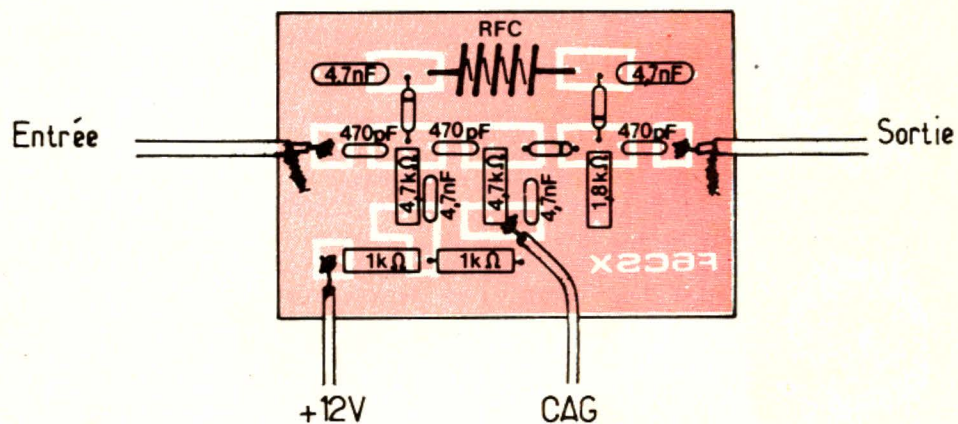 RFC
4,7nF
4,7nF
Entrée
470pF
470pF
470pF
Sortie
4,7kΩ
4,7nF
4,7kΩ
4,7nF
1,8kΩ
1kΩ
1kΩ
F6CSX
+12V
CAG